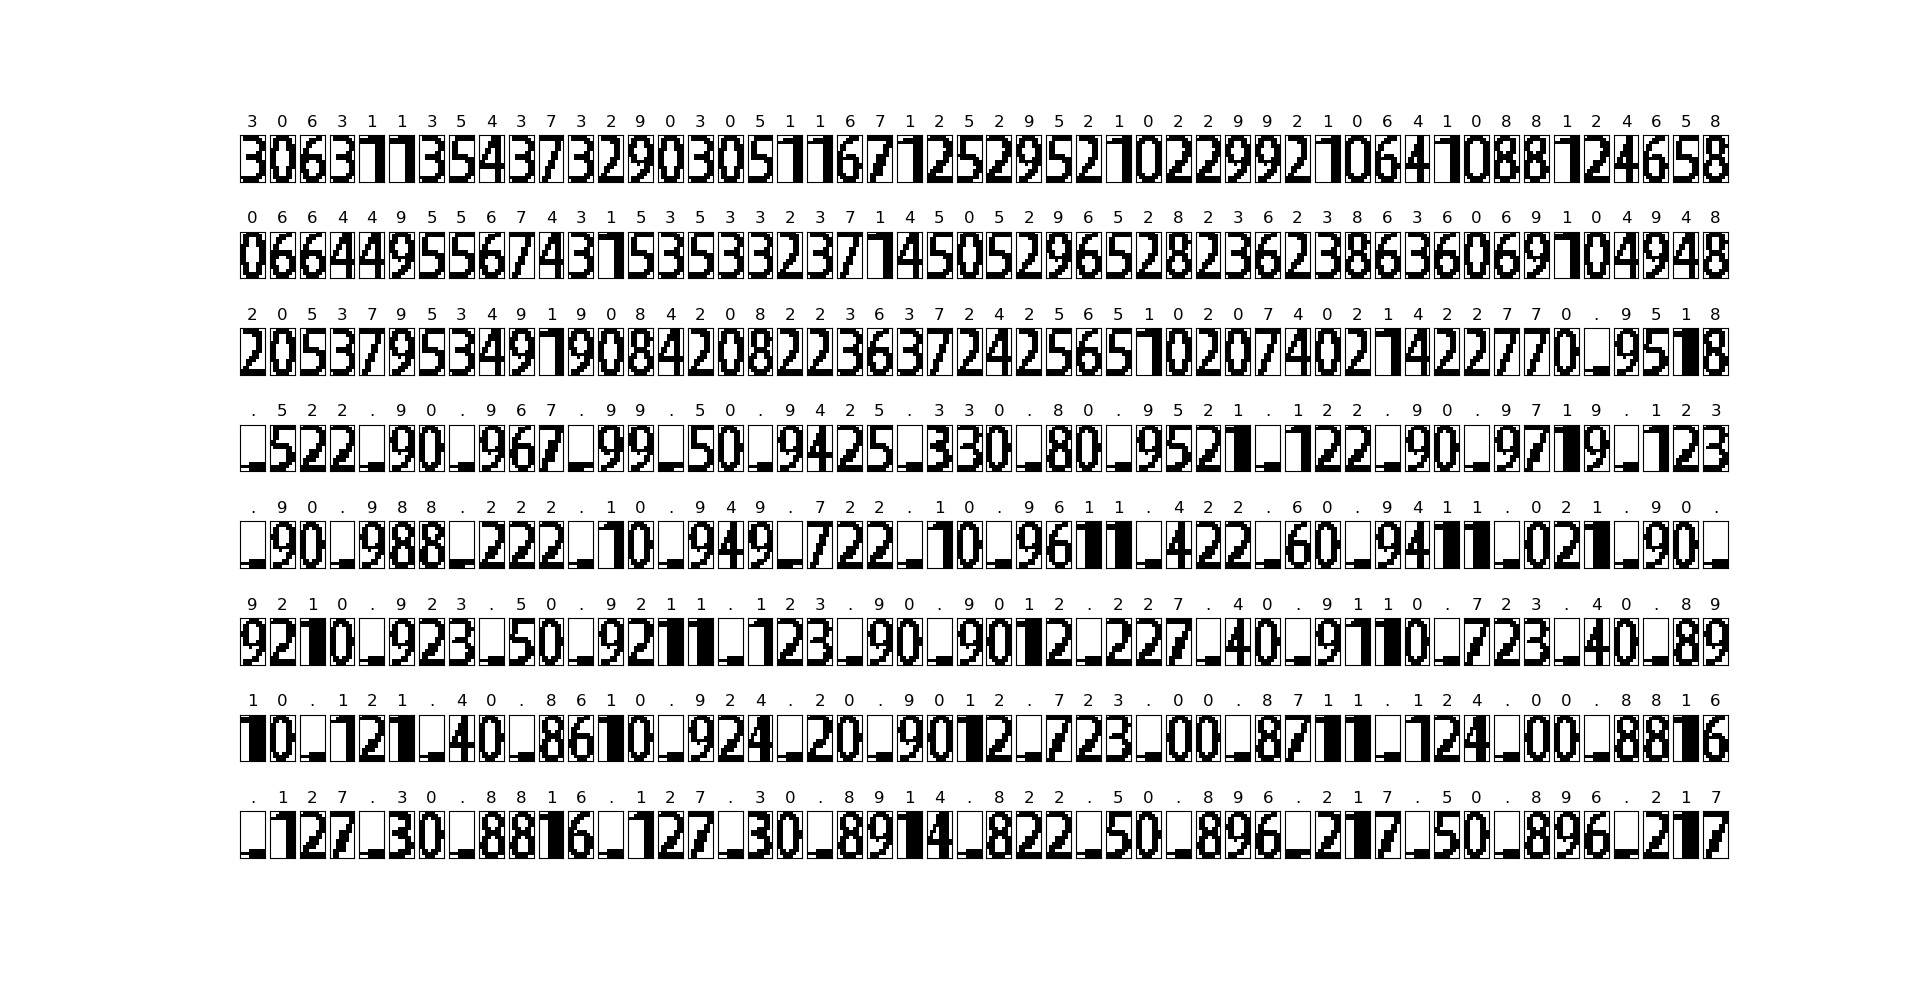 3 0 6 3 1 1 3 5 4 3 7 3 2 9 0 3 0 5 1 1 6 7 1 2 5 2 9 5 2 1 0 2 2 9 9 2 1 0 6 4 1 0 8 8 1 2 4 6 5 8
30631135437329030511671252952102299210641088124658
0 6 6 4 4 9 5 5 6 7 4 3 1 5 3 5 3 3 2 3 7 1 4 5 0 5 2 9 6 5 2 8 2 3 6 2 3 8 6 3 6 0 6 9 1 0 4 9 4 8
06644955674315353323714505296528236238636069104948
2 0 5 3 7 9 5 3 4 9 1 9 0 8 4 2 0 8 2 2 3 6 3 7 2 4 2 5 6 5 1 0 2 0 7 4 0 2 1 4 2 2 7 7 0 . 9 5 1 8
205379534919084208223637242565102074021422770_9518
. 5 2 2 . 9 0 . 9 6 7 . 9 9 . 5 0 . 9 4 2 5 . 3 3 0 . 8 0 . 9 5 2 1 . 1 2 2 . 9 0 . 9 7 1 9 . 1 2 3
_522_90_967_99_50_9425_330_80_9521_122_90_9719_123
. 9 0 . 9 8 8 . 2 2 2 . 1 0 . 9 4 9 . 7 2 2 . 1 0 . 9 6 1 1 . 4 2 2 . 6 0 . 9 4 1 1 . 0 2 1 . 9 0 .
_90_988_222_10_949_722_10_9611_422_60_9411_021_90_
9 2 1 0 . 9 2 3 . 5 0 . 9 2 1 1 . 1 2 3 . 9 0 . 9 0 1 2 . 2 2 7 . 4 0 . 9 1 1 0 . 7 2 3 . 4 0 . 8 9
9210_923_50_9211_123_90_9012_227_40_9110_723_40_89
1 0 . 1 2 1 . 4 0 . 8 6 1 0 . 9 2 4 . 2 0 . 9 0 1 2 . 7 2 3 . 0 0 . 8 7 1 1 . 1 2 4 . 0 0 . 8 8 1 6
10_121_40_8610_924_20_9012_723_00_8711_124_00_8816
. 1 2 7 . 3 0 . 8 8 1 6 . 1 2 7 . 3 0 . 8 9 1 4 . 8 2 2 . 5 0 . 8 9 6 . 2 1 7 . 5 0 . 8 9 6 . 2 1 7
_127_30_8816_127_30_8914_822_50_896_217_50_896_217